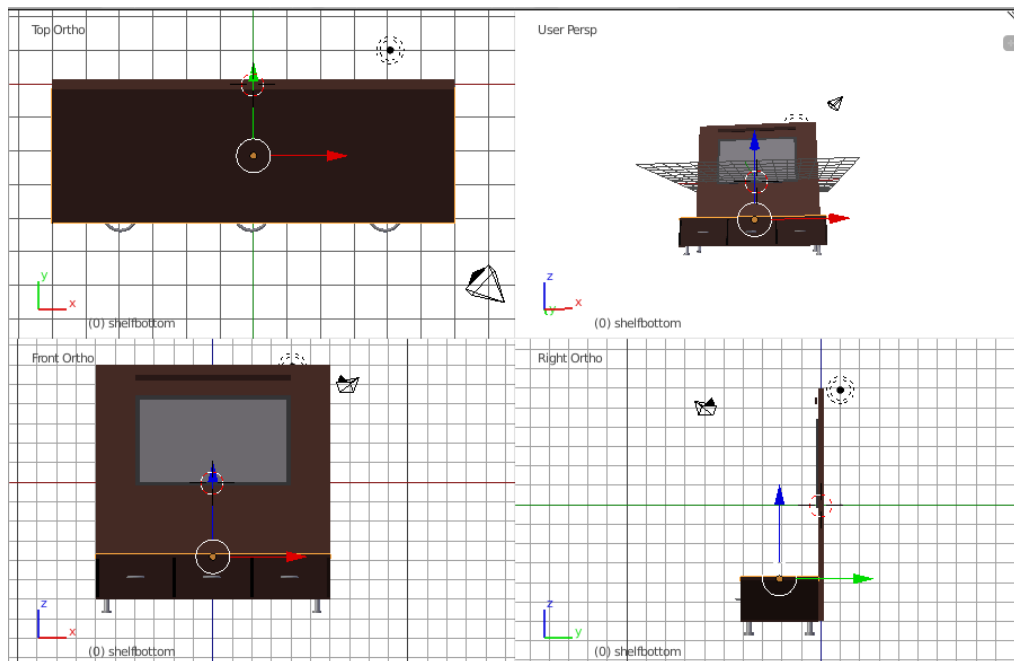 Top Ortho
y
x
(0) shelfbottom
User Persp
z
y
x
(0) shelfbottom
Front Ortho
z
x
(0) shelfbottom
Right Ortho
z
y
(0) shelfbottom